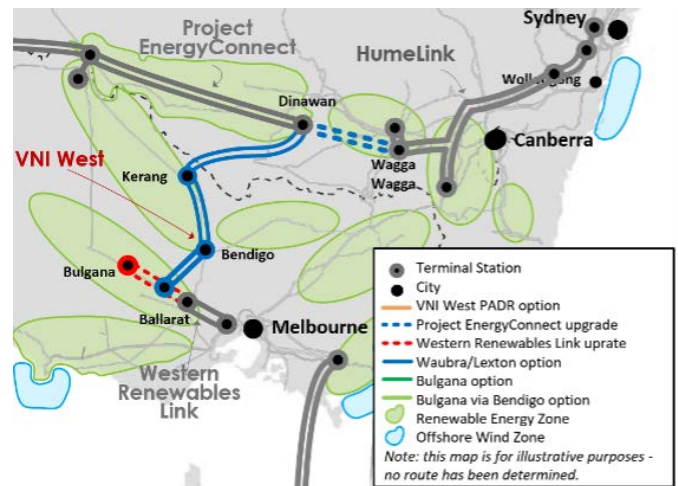 Project
EnergyConnect
Sydney
HumeLink
Wollongong
Dinawan
Canberra
VNI West
Wagga
Wagga
Kerang
Bendigo
Bulgana
Ballarat
Melbourne
Western
Renewables
Link
Terminal Station
City
VNI West PADR option
Project EnergyConnect upgrade
Western Renewables Link uprate
Waubra/Lexton option
Bulgana option
Bulgana via Bendigo option
Renewable Energy Zone
Offshore Wind Zone
Note: this map is for illustrative purposes -
no route has been determined.